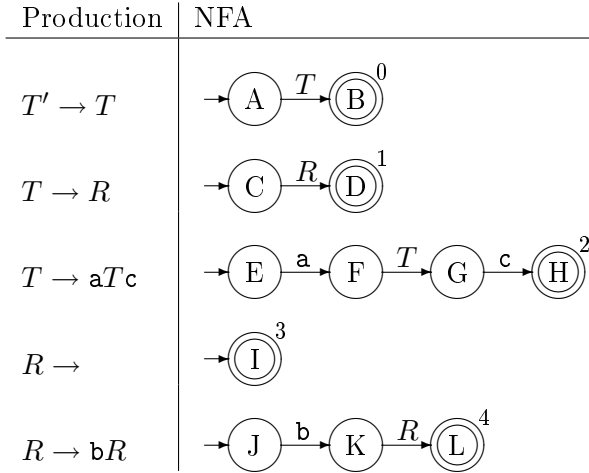 Production NFA
T′ → T A T B 0
T → R C R D 1
T → aTc E a F T G c H 2
R → I 3
R → bR J b K R L 4